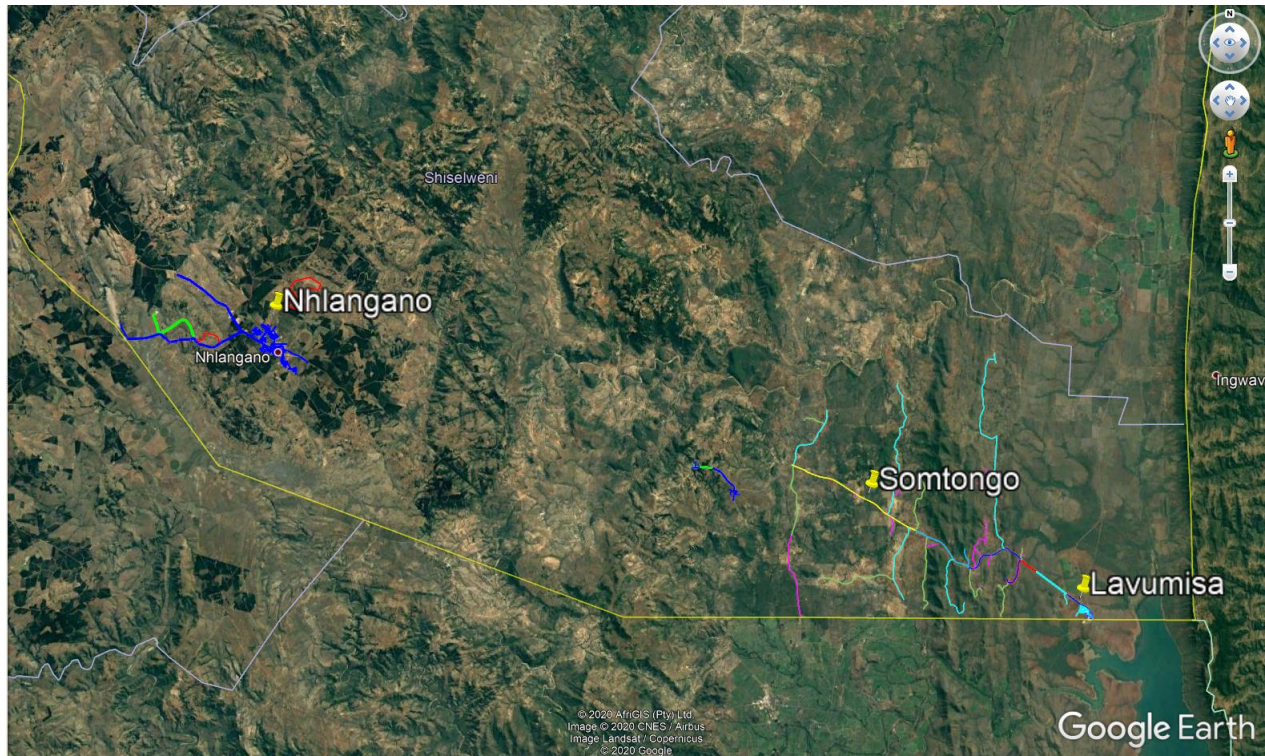 N
Shiselweni
Nhlangano
Nhlangano
Ingwav
Somtongo
Lavumisa
© 2020 AfriGIS (Pty) Ltd.
Image © 2020 CNES / Airbus
Image Landsat / Copernicus
© 2020 Google
Google Earth